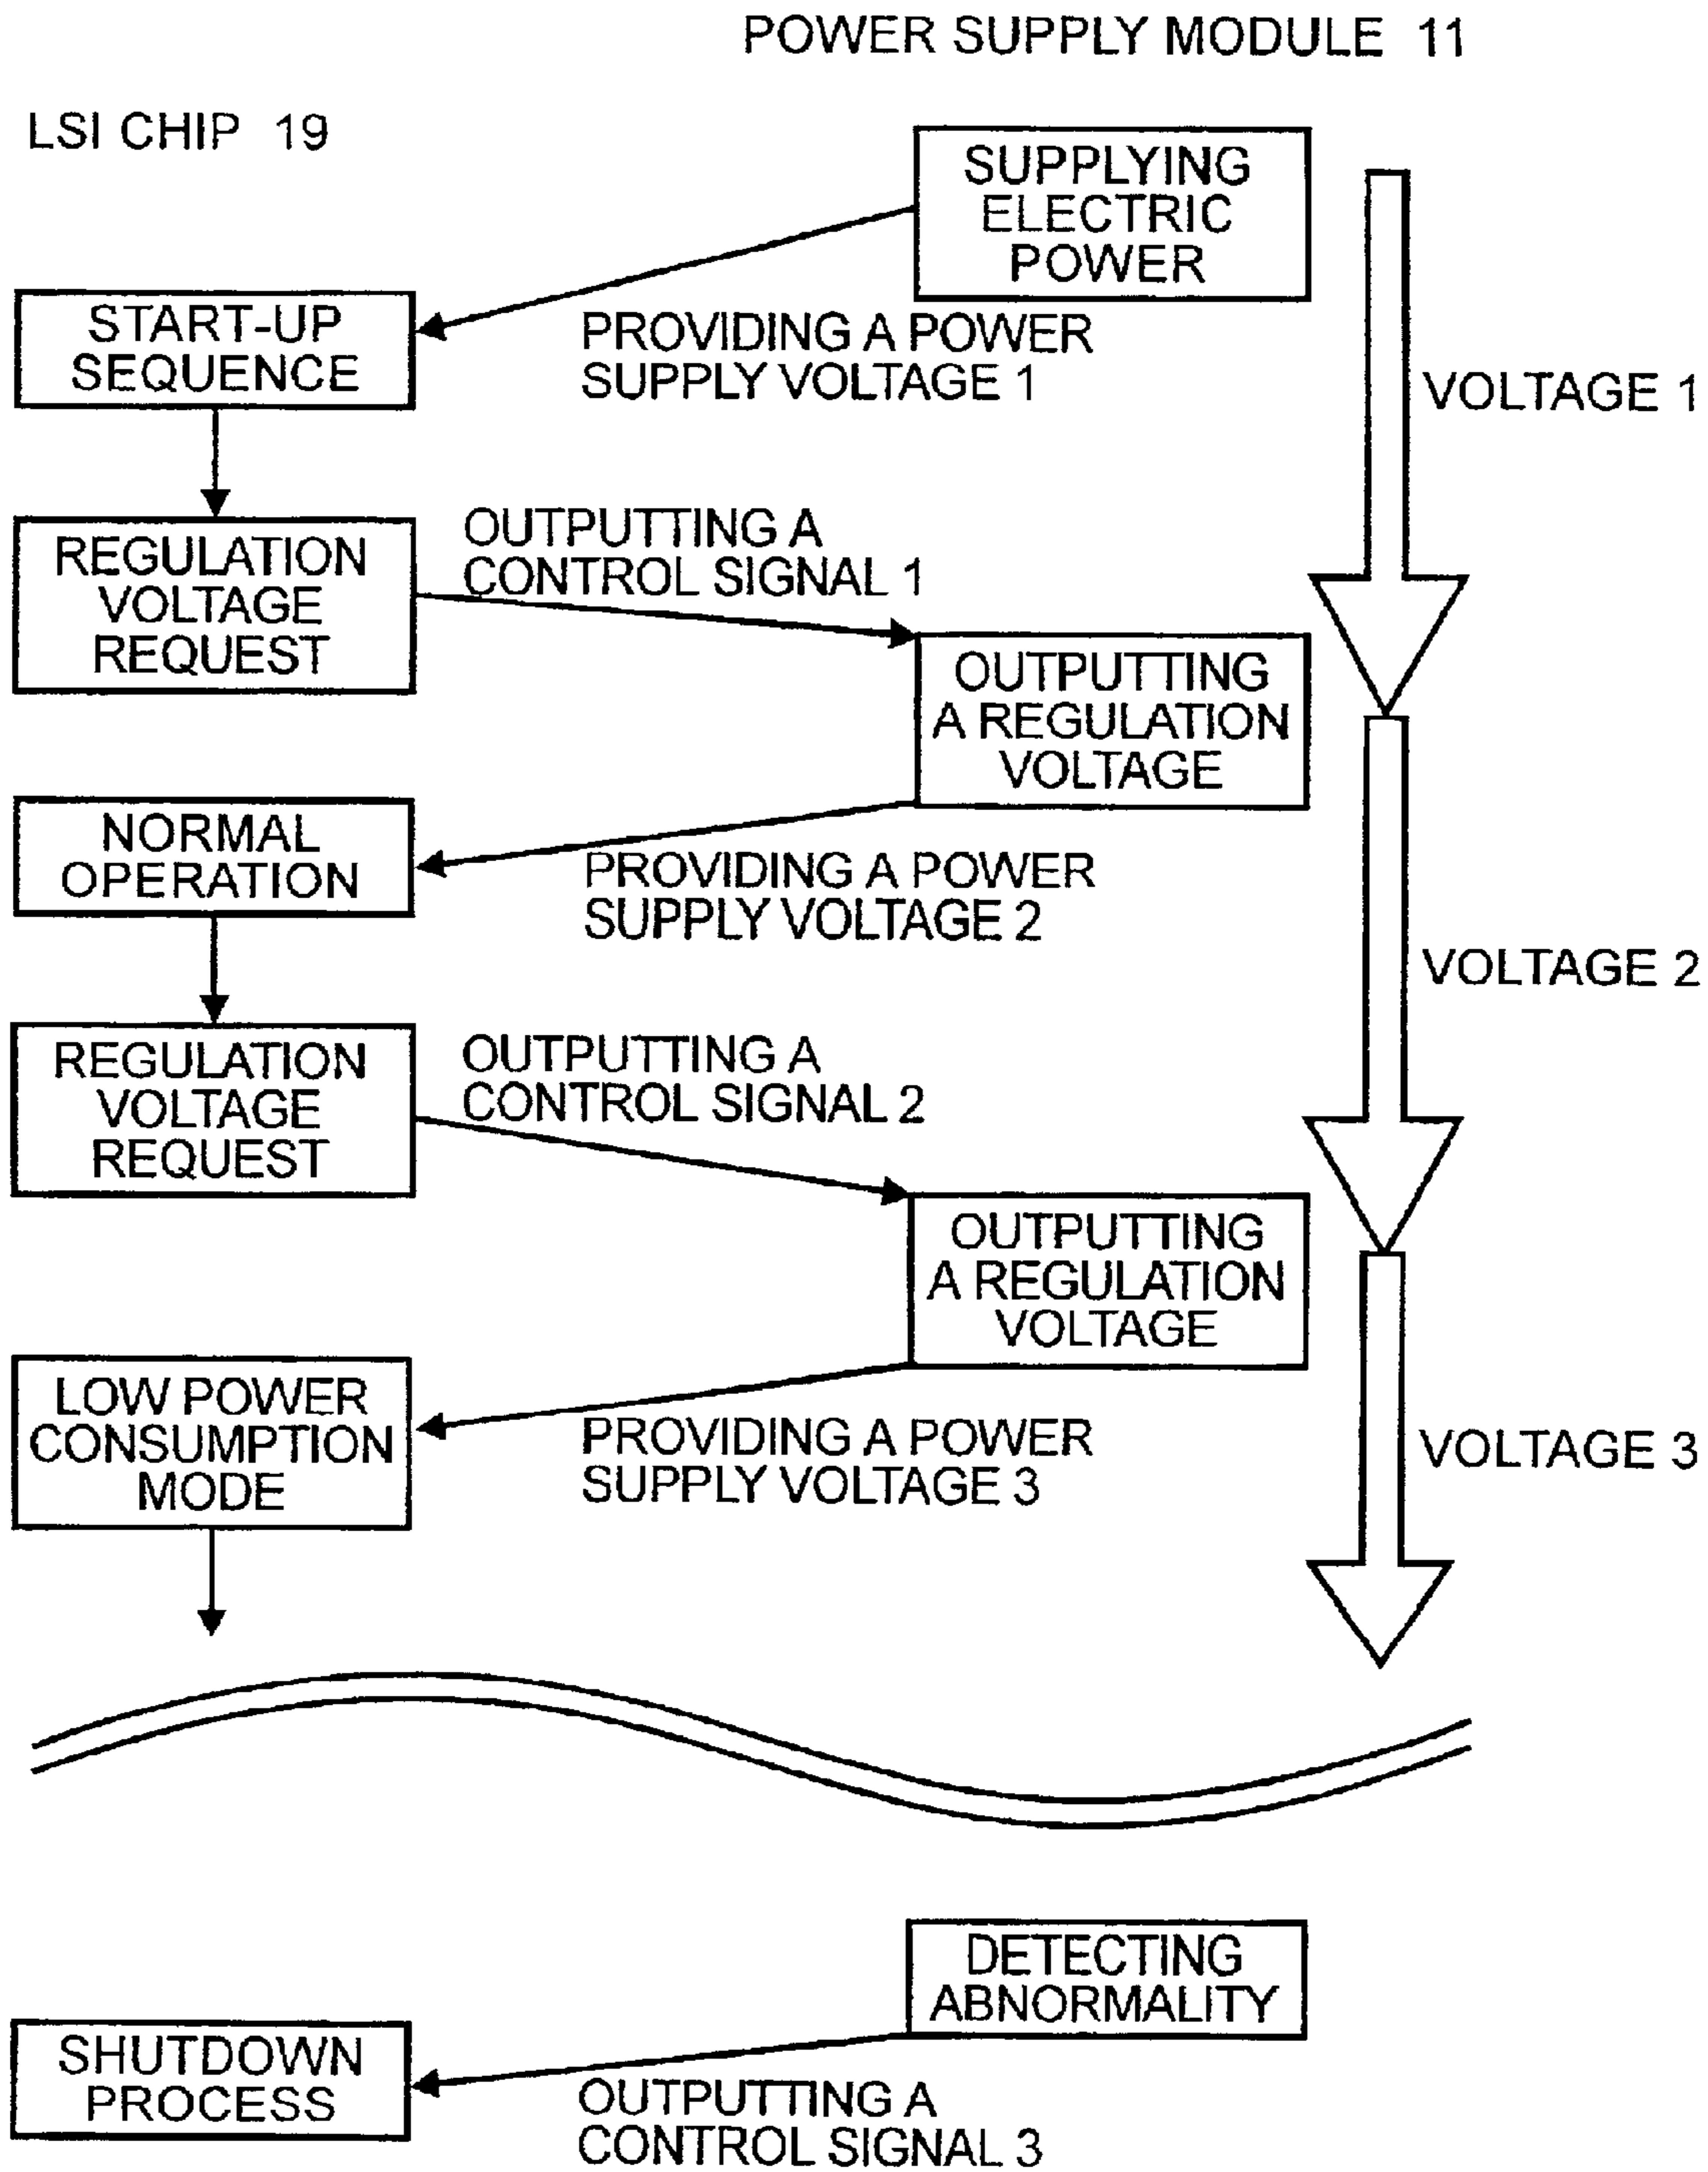 POWER SUPPLY MODULE 11
LSI CHIP 19
SUPPLYING
ELECTRIC
POWER
START-UP
SEQUENCE
PROVIDING A POWER
SUPPLY VOLTAGE 1
VOLTAGE 1
REGULATION
VOLTAGE
REQUEST
OUTPUTTING A
CONTROL SIGNAL 1
OUTPUTTING
A REGULATION
VOLTAGE
NORMAL
OPERATION
PROVIDING A POWER
SUPPLY VOLTAGE 2
VOLTAGE 2
REGULATION
VOLTAGE
REQUEST
OUTPUTTING A
CONTROL SIGNAL 2
OUTPUTTING
A REGULATION
VOLTAGE
LOW POWER
CONSUMPTION
MODE
PROVIDING A POWER
SUPPLY VOLTAGE 3
VOLTAGE 3
DETECTING
ABNORMALITY
SHUTDOWN
PROCESS
OUTPUTTING A
CONTROL SIGNAL 3